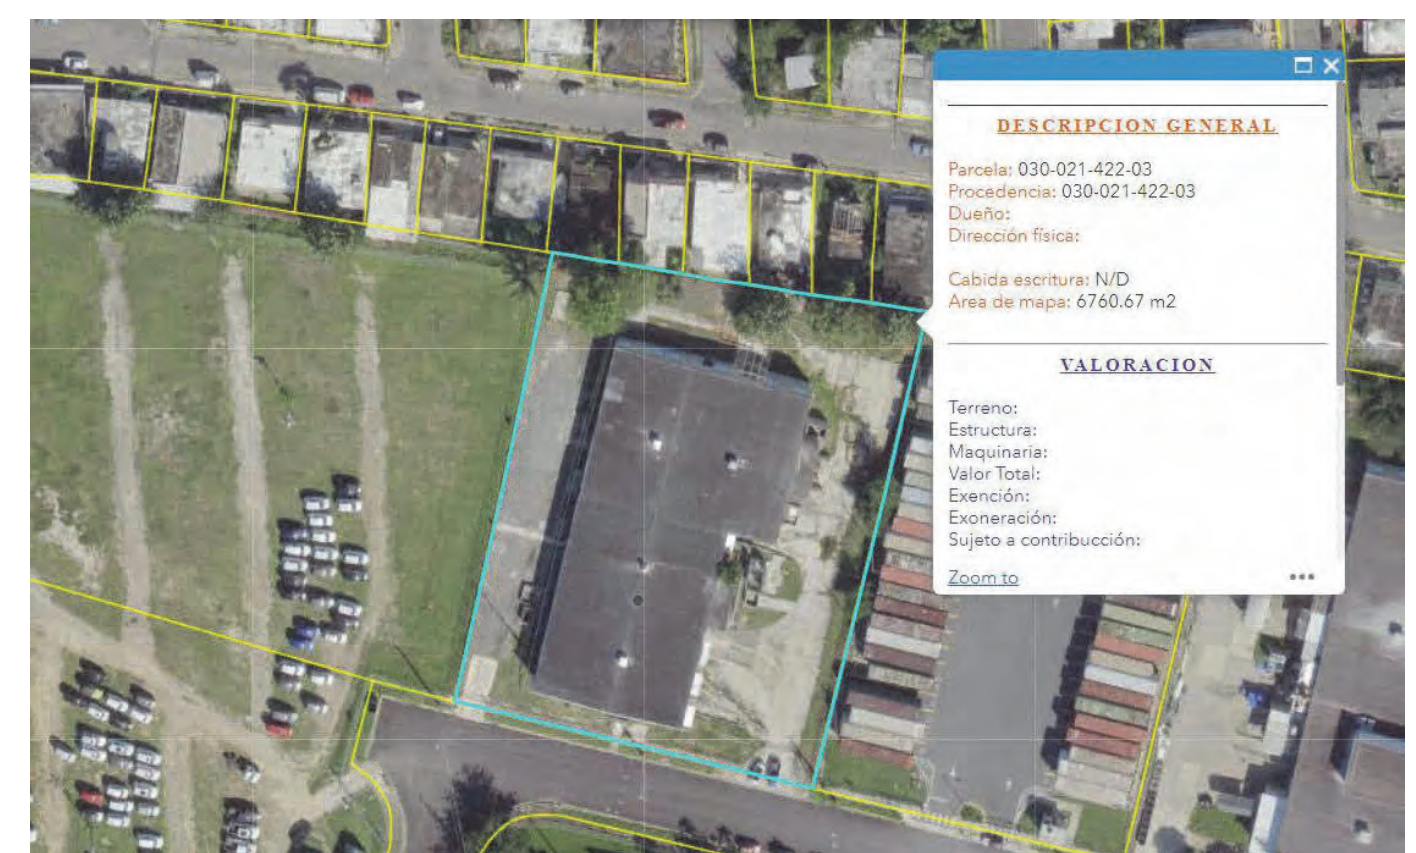 DESCRIPCION GENERAL
Parcela: 030-021-422-03
Procedencia: 030-021-422-03
Dueño:
Dirección física:
Cabida escritura: N/D
Area de mapa: 6760.67 m2
VALORACION
Terreno:
Estructura:
Maquinaria:
Valor Total:
Exención:
Exoneración:
Sujeto a contribucción:
Zoom to